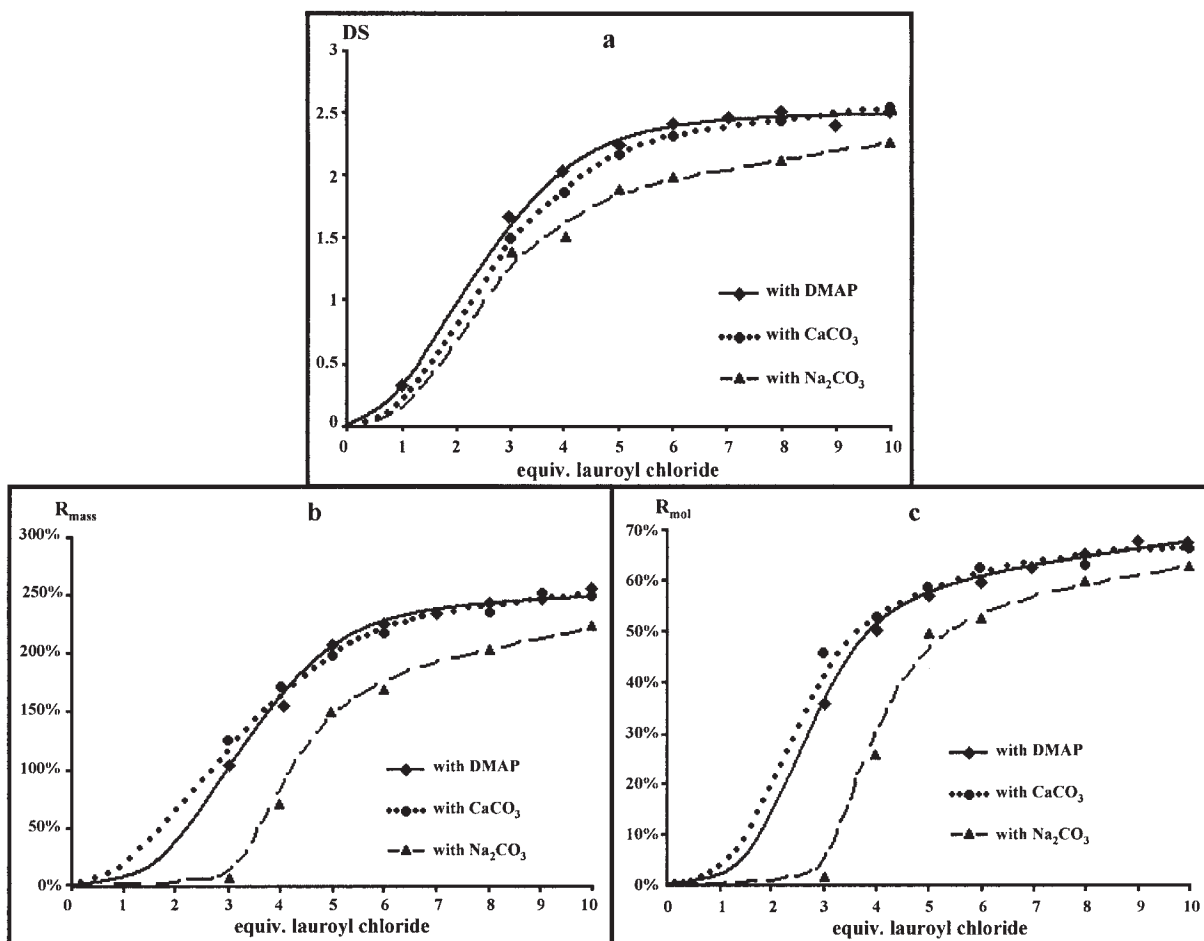 DS
a
3
2.5
2
1.5
1
0.5
0
with DMAP
with CaCO₃
with Na₂CO₃
0 1 2 3 4 5 6 7 8 9 10
equiv. lauroyl chloride
R_mass
b
300%
250%
200%
150%
100%
50%
0%
with DMAP
with CaCO₃
with Na₂CO₃
0 1 2 3 4 5 6 7 8 9 10
equiv. lauroyl chloride
R_mol
c
70%
60%
50%
40%
30%
20%
10%
0%
with DMAP
with CaCO₃
with Na₂CO₃
0 1 2 3 4 5 6 7 8 9 10
equiv. lauroyl chloride